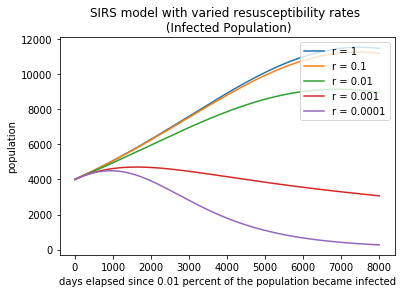 SIRS model with varied resusceptibility rates
(Infected Population)
12000
10000
8000
6000
4000
2000
0
population
r = 1
r = 0.1
r = 0.01
r = 0.001
r = 0.0001
0 1000 2000 3000 4000 5000 6000 7000 8000
days elapsed since 0.01 percent of the population became infected